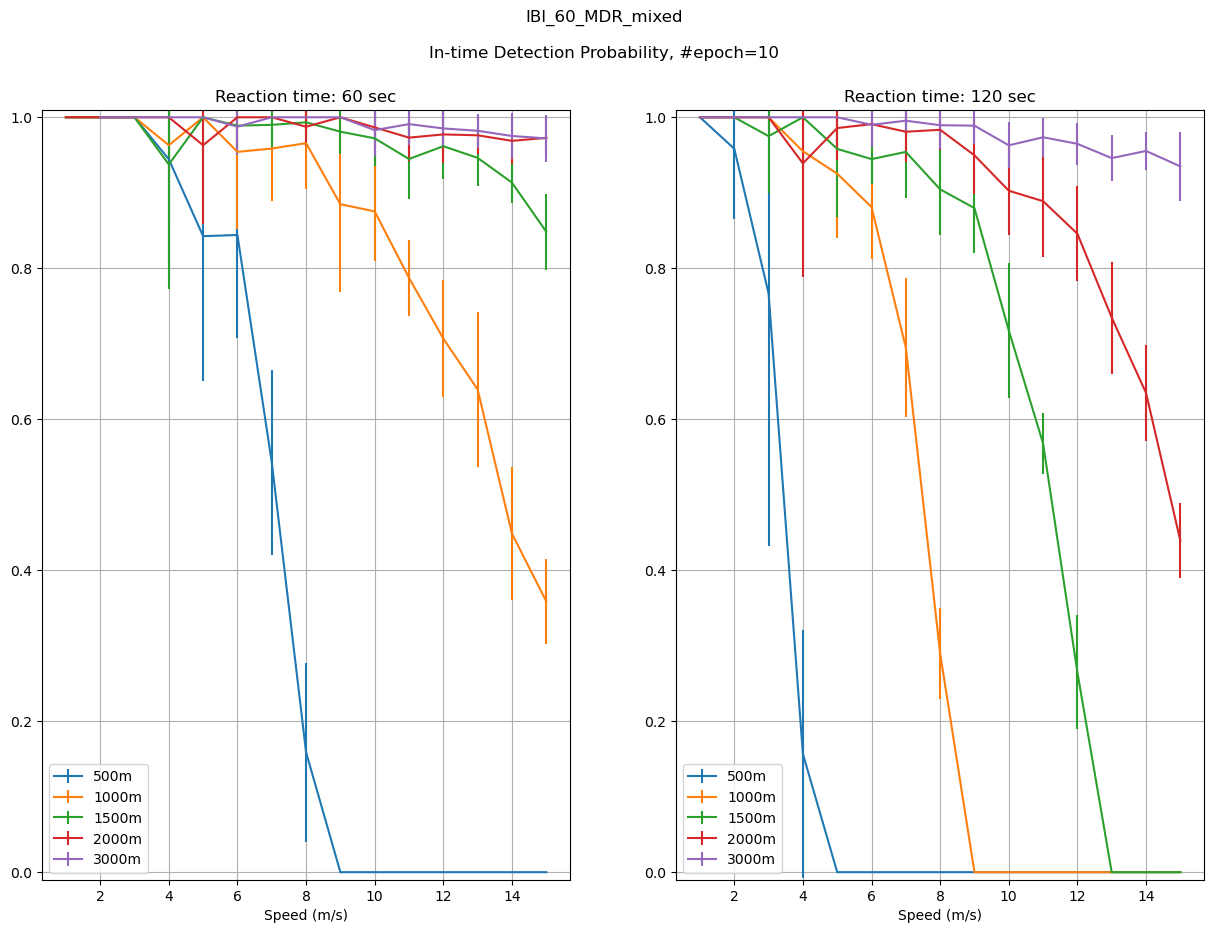 IBI_60_MDR_mixed
In-time Detection Probability, #epoch=10
Reaction time: 60 sec
1.0
0.8
0.6
0.4
0.2
0.0
2 4 6 8 10 12 14
Speed (m/s)
500m
1000m
1500m
2000m
3000m
Reaction time: 120 sec
1.0
0.8
0.6
0.4
0.2
0.0
2 4 6 8 10 12 14
Speed (m/s)
500m
1000m
1500m
2000m
3000m